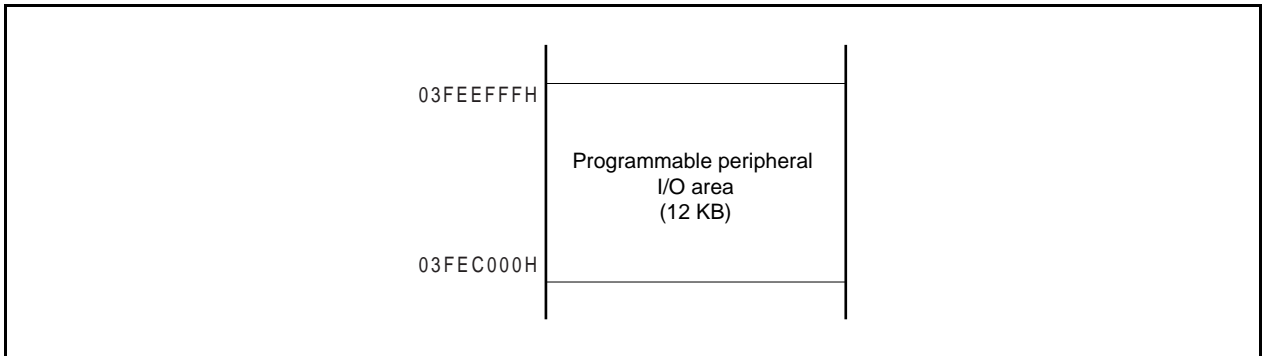 03FEEFFFH
Programmable peripheral
I/O area
(12 KB)
03FEC000H